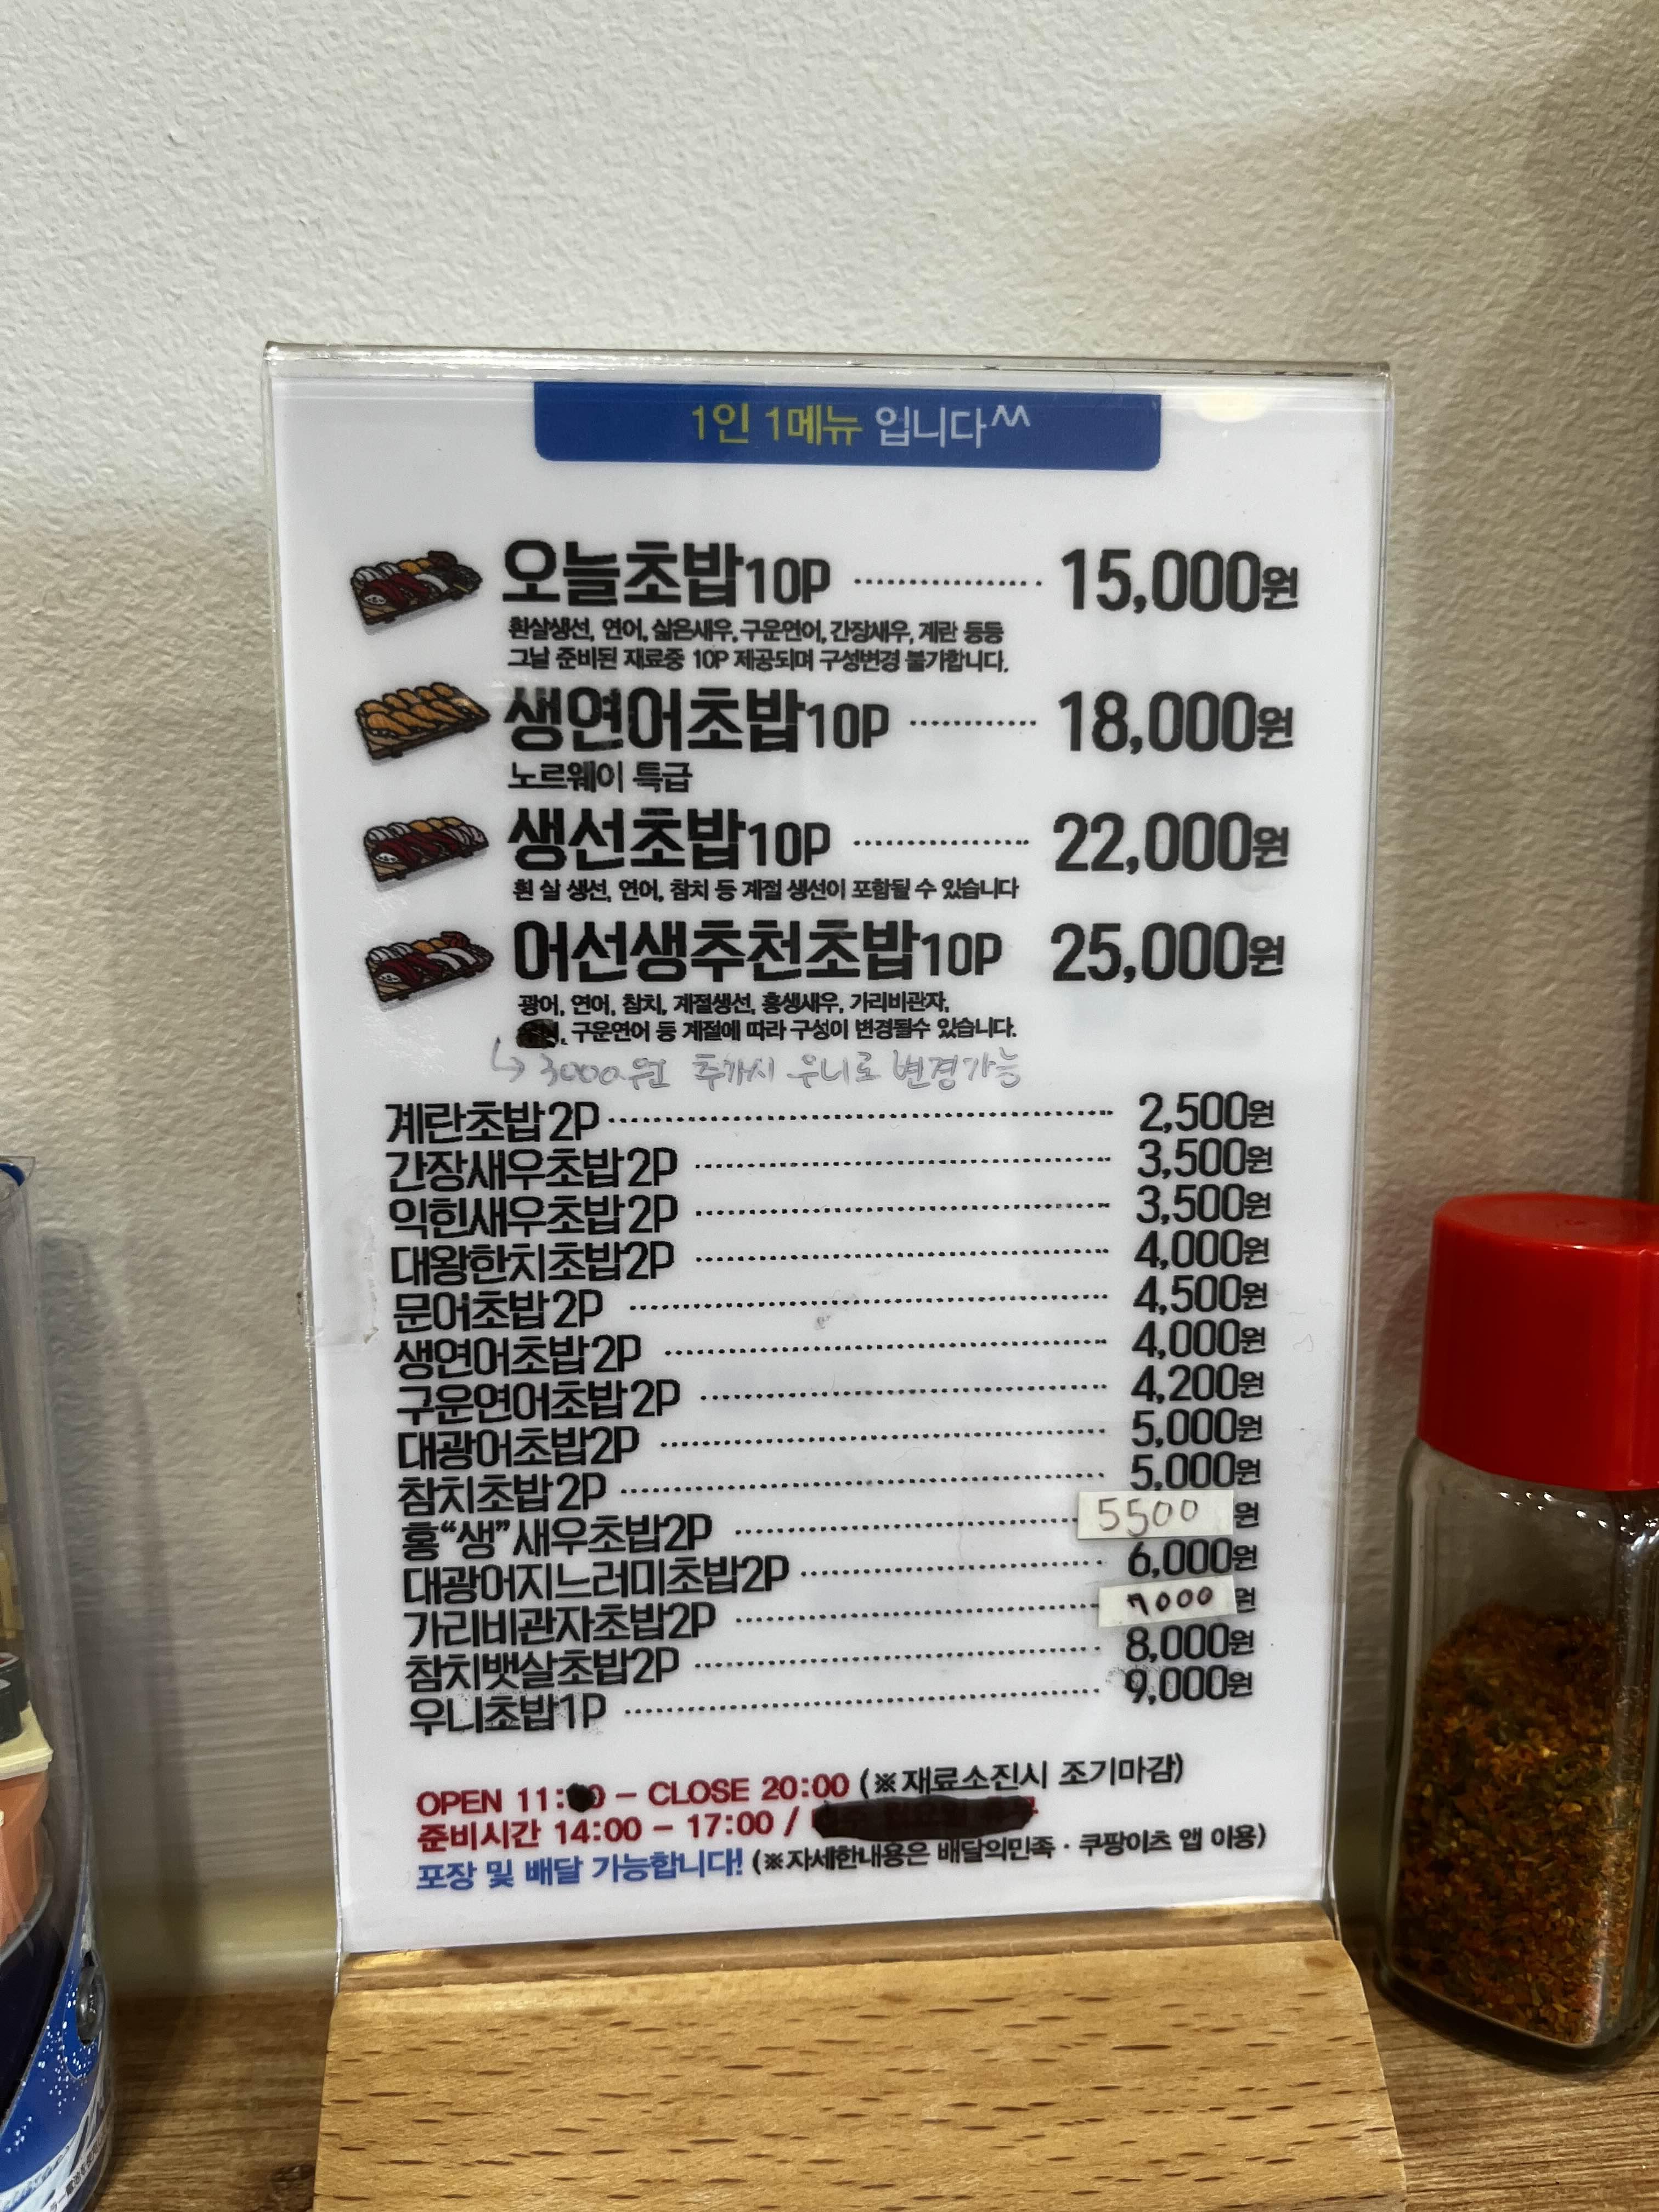 1인 1메뉴 입니다^^
오늘초밥10P ·················· 15,000원
흰살생선, 연어, 삶은새우, 구운연어, 간장새우, 계란 등등
그날 준비된 재료중 10P 제공되며 구성변경 불가합니다.
생연어초밥10P ············ 18,000원
노르웨이 특급
생선초밥10P ·················· 22,000원
흰 살 생선, 연어, 참치 등 계절 생선이 포함될 수 있습니다
어선생추천초밥10P 25,000원
광어, 연어, 참치, 계절생선, 홍생새우, 가리비관자,
, 구운연어 등 계절에 따라 구성이 변경될수 있습니다.
↳ 3000원 추가시 우니로 변경가능
계란초밥2P ·················· 2,500원
간장새우초밥2P ·················· 3,500원
익힌새우초밥2P ·················· 3,500원
대왕한치초밥2P ·················· 4,000원
문어초밥2P ·················· 4,500원
생연어초밥2P ·················· 4,000원
구운연어초밥2P ·················· 4,200원
대광어초밥2P ·················· 5,000원
참치초밥2P ·················· 5,000원
홍“생”새우초밥2P ·················· 5500원
대광어지느러미초밥2P ·················· 6,000원
가리비관자초밥2P ·················· 7000원
참치뱃살초밥2P ·················· 8,000원
우니초밥1P ·················· 9,000원
OPEN 11: 0 – CLOSE 20:00 (※재료소진시 조기마감)
준비시간 14:00 – 17:00 /
포장 및 배달 가능합니다! (※자세한내용은 배달의민족 · 쿠팡이츠 앱 이용)